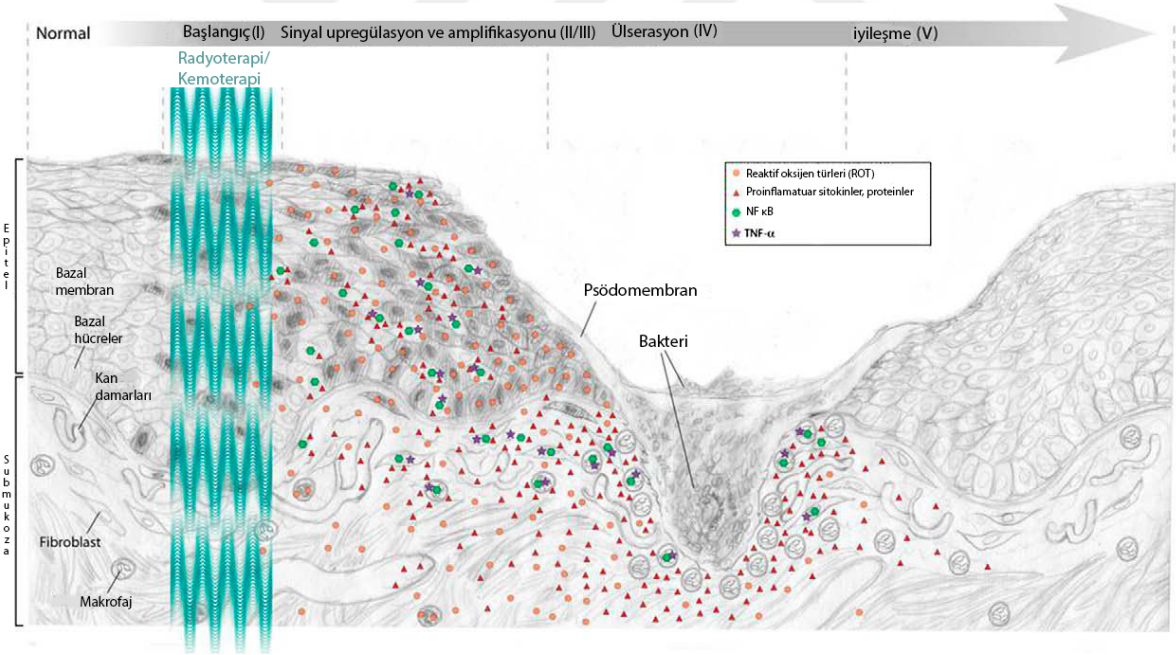 Normal
Başlangıç(I)
Sinyal upregülasyon ve amplifikasyonu (II/III)
Ülserasyon (IV)
iyileşme (V)
Radyoterapi/
Kemoterapi
Reaktif oksijen türleri (ROT)
Proinflamatuar sitokinler, proteinler
NF κB
TNF-α
Epitel
Bazal
membran
Bazal
hücreler
Kan
damarları
Psödomembran
Bakteri
Submukoza
Fibroblast
Makrofaj